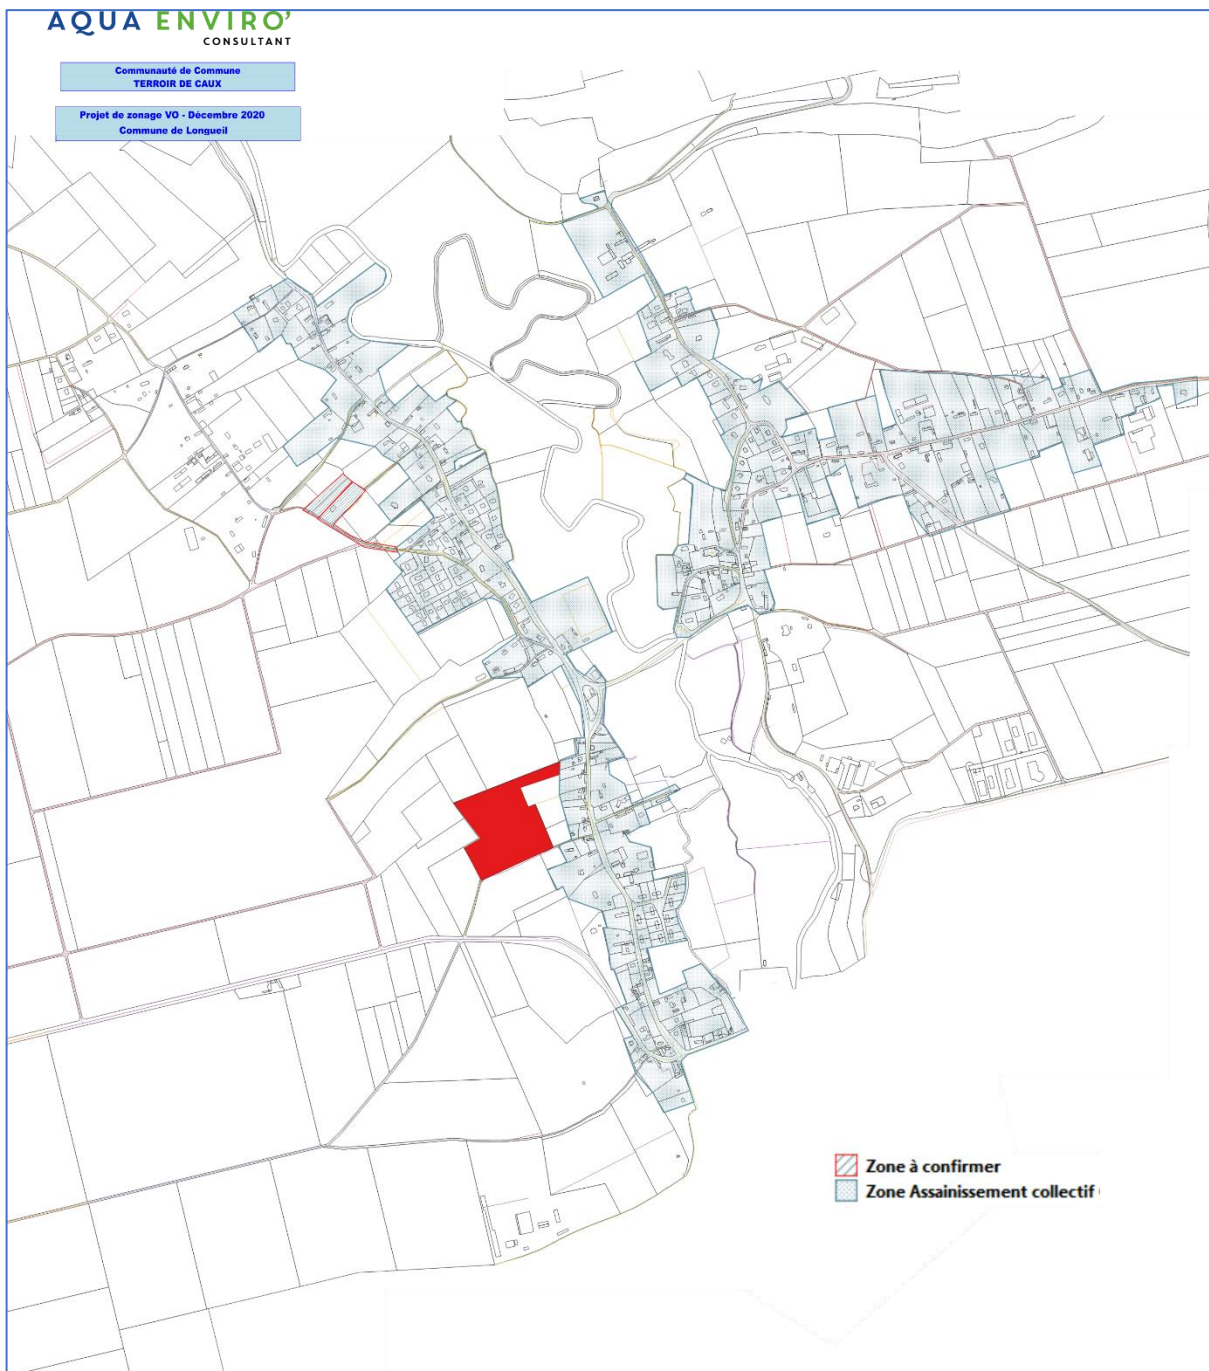 AQUA ENVIRO’
CONSULTANT
Communauté de Commune
TERROIR DE CAUX
Projet de zonage VO - Décembre 2020
Commune de Longueil
Zone à confirmer
Zone Assainissement collectif